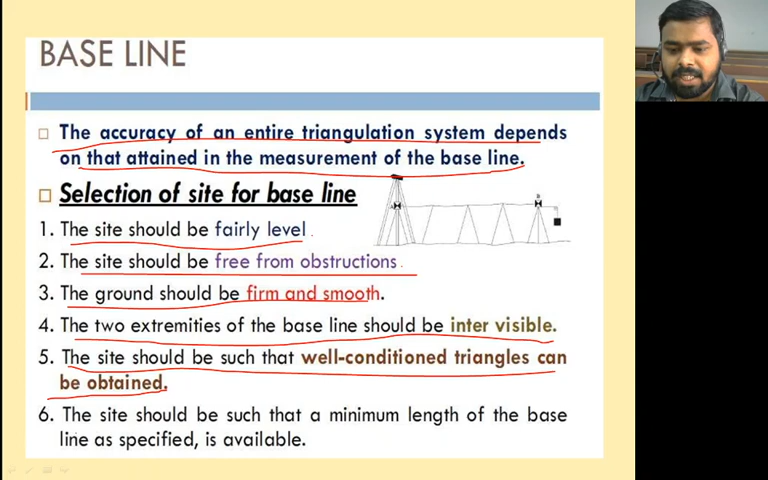 BASE LINE
The accuracy of an entire triangulation system depends
on that attained in the measurement of the base line.
Selection of site for base line
1. The site should be fairly level .
2. The site should be free from obstructions .
3. The ground should be firm and smooth.
4. The two extremities of the base line should be inter visible.
5. The site should be such that well-conditioned triangles can
be obtained.
6. The site should be such that a minimum length of the base
line as specified, is available.